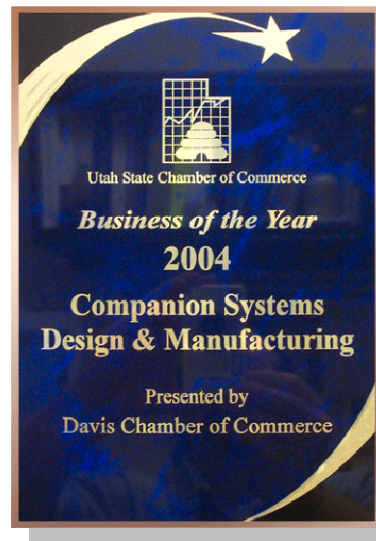 Utah State Chamber of Commerce
Business of the Year
2004
Companion Systems
Design & Manufacturing
Presented by
Davis Chamber of Commerce